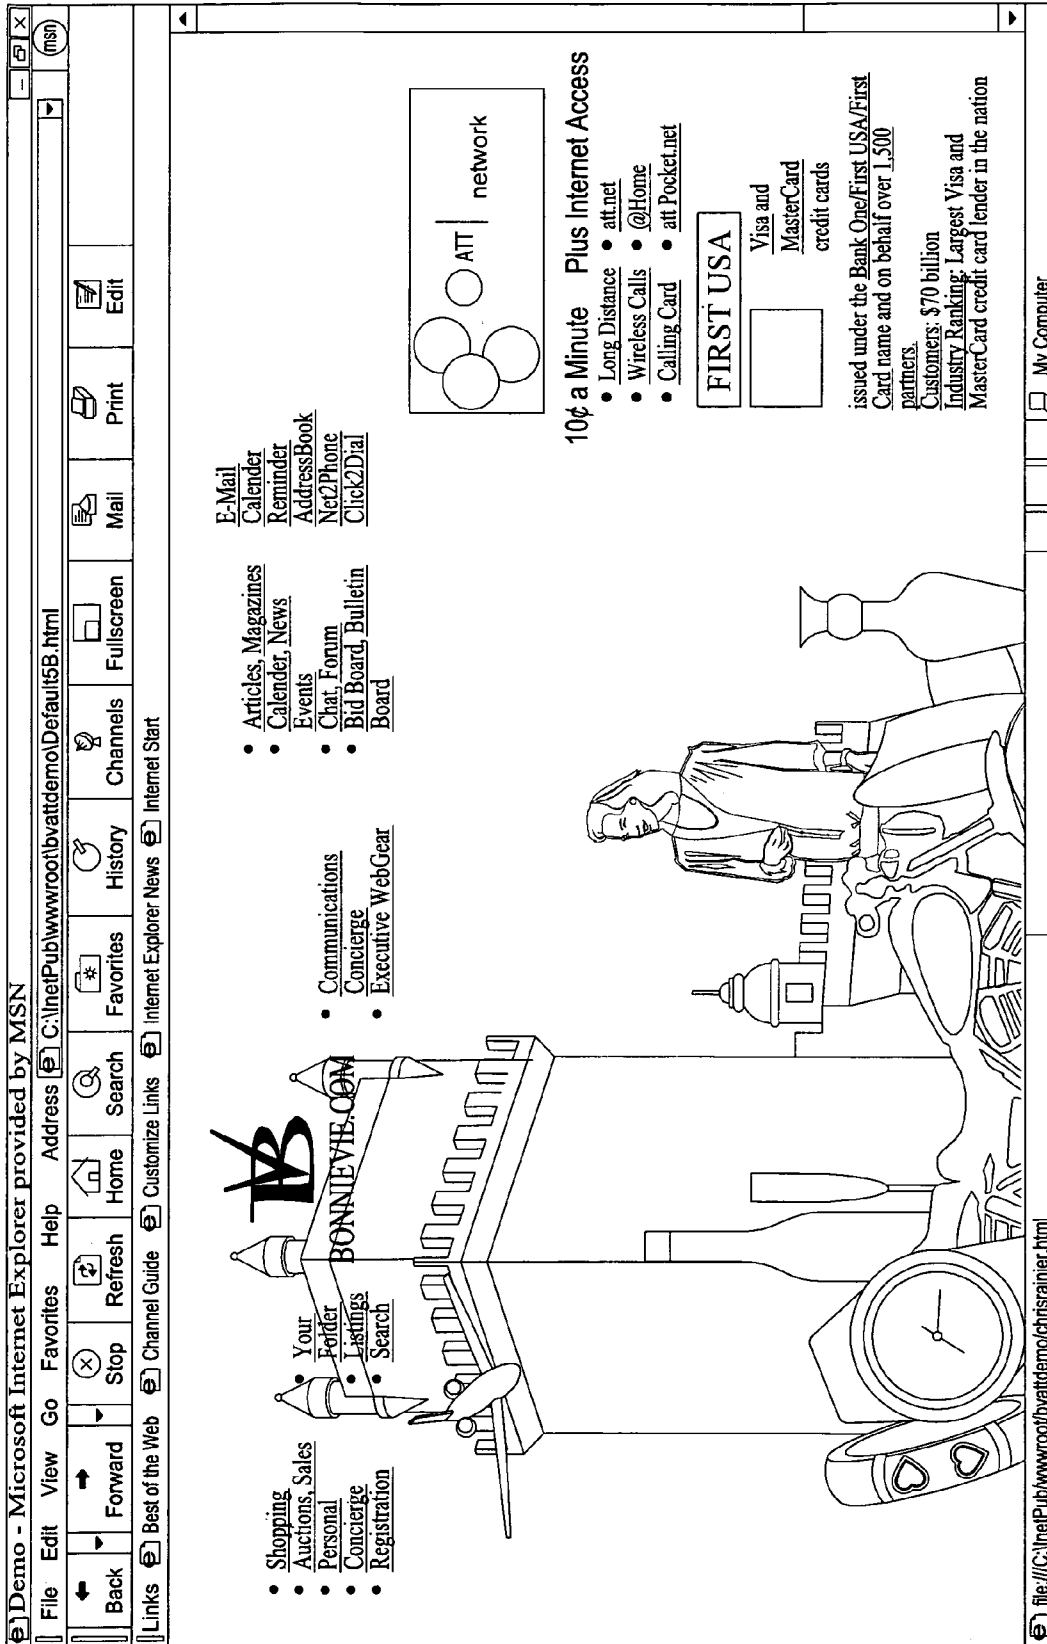 Demo - Microsoft Internet Explorer provided by MSN
File Edit View Go Favorites Help Address C:\InetPub\wwwroot\bvattdemo\Default5B.html
msn
Back Forward Stop Refresh Home Search Favorites History Channels Fullscreen Mail Print Edit
Links Best of the Web Channel Guide Customize Links Internet Explorer News Internet Start
• Shopping
• Auctions, Sales
• Personal
• Concierge
• Registration
• Your
Folder
• Listings
• Search
VB
BONNIEVIE.COM
• Communications
Concierge
• Executive WebGear
• Articles, Magazines
• Calender, News
Events
• Chat, Forum
• Bid Board, Bulletin
Board
E-Mail
Calender
Reminder
AddressBook
Net2Phone
Click2Dial
ATT network
10¢ a Minute Plus Internet Access
• Long Distance • att.net
• Wireless Calls • @Home
• Calling Card • att Pocket.net
FIRST USA
Visa and
MasterCard
credit cards
issued under the Bank One/First USA/First
Card name and on behalf over 1,500
partners.
Customers: $70 billion
Industry Ranking: Largest Visa and
MasterCard credit card lender in the nation
file:///C:\InetPub/wwwroot/bvattdemo/chrisrainier.html
My Computer